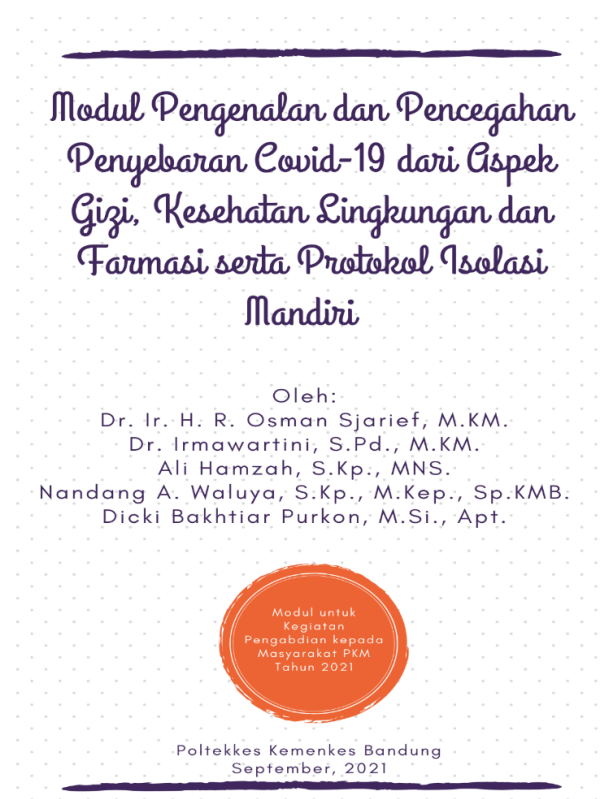 Modul Pengenalan dan Pencegahan
Penyebaran Covid-19 dari Aspek
Gizi, Kesehatan Lingkungan dan
Farmasi serta Protokol Isolasi
Mandiri
Oleh:
Dr. Ir. H. R. Osman Sjarief, M.KM.
Dr. Irmawartini, S.Pd., M.KM.
Ali Hamzah, S.Kp., MNS.
Nandang A. Waluya, S.Kp., M.Kep., Sp.KMB.
Dicki Bakhtiar Purkon, M.Si., Apt.
Modul untuk
Kegiatan
Pengabdian kepada
Masyarakat PKM
Tahun 2021
Poltekkes Kemenkes Bandung
September, 2021